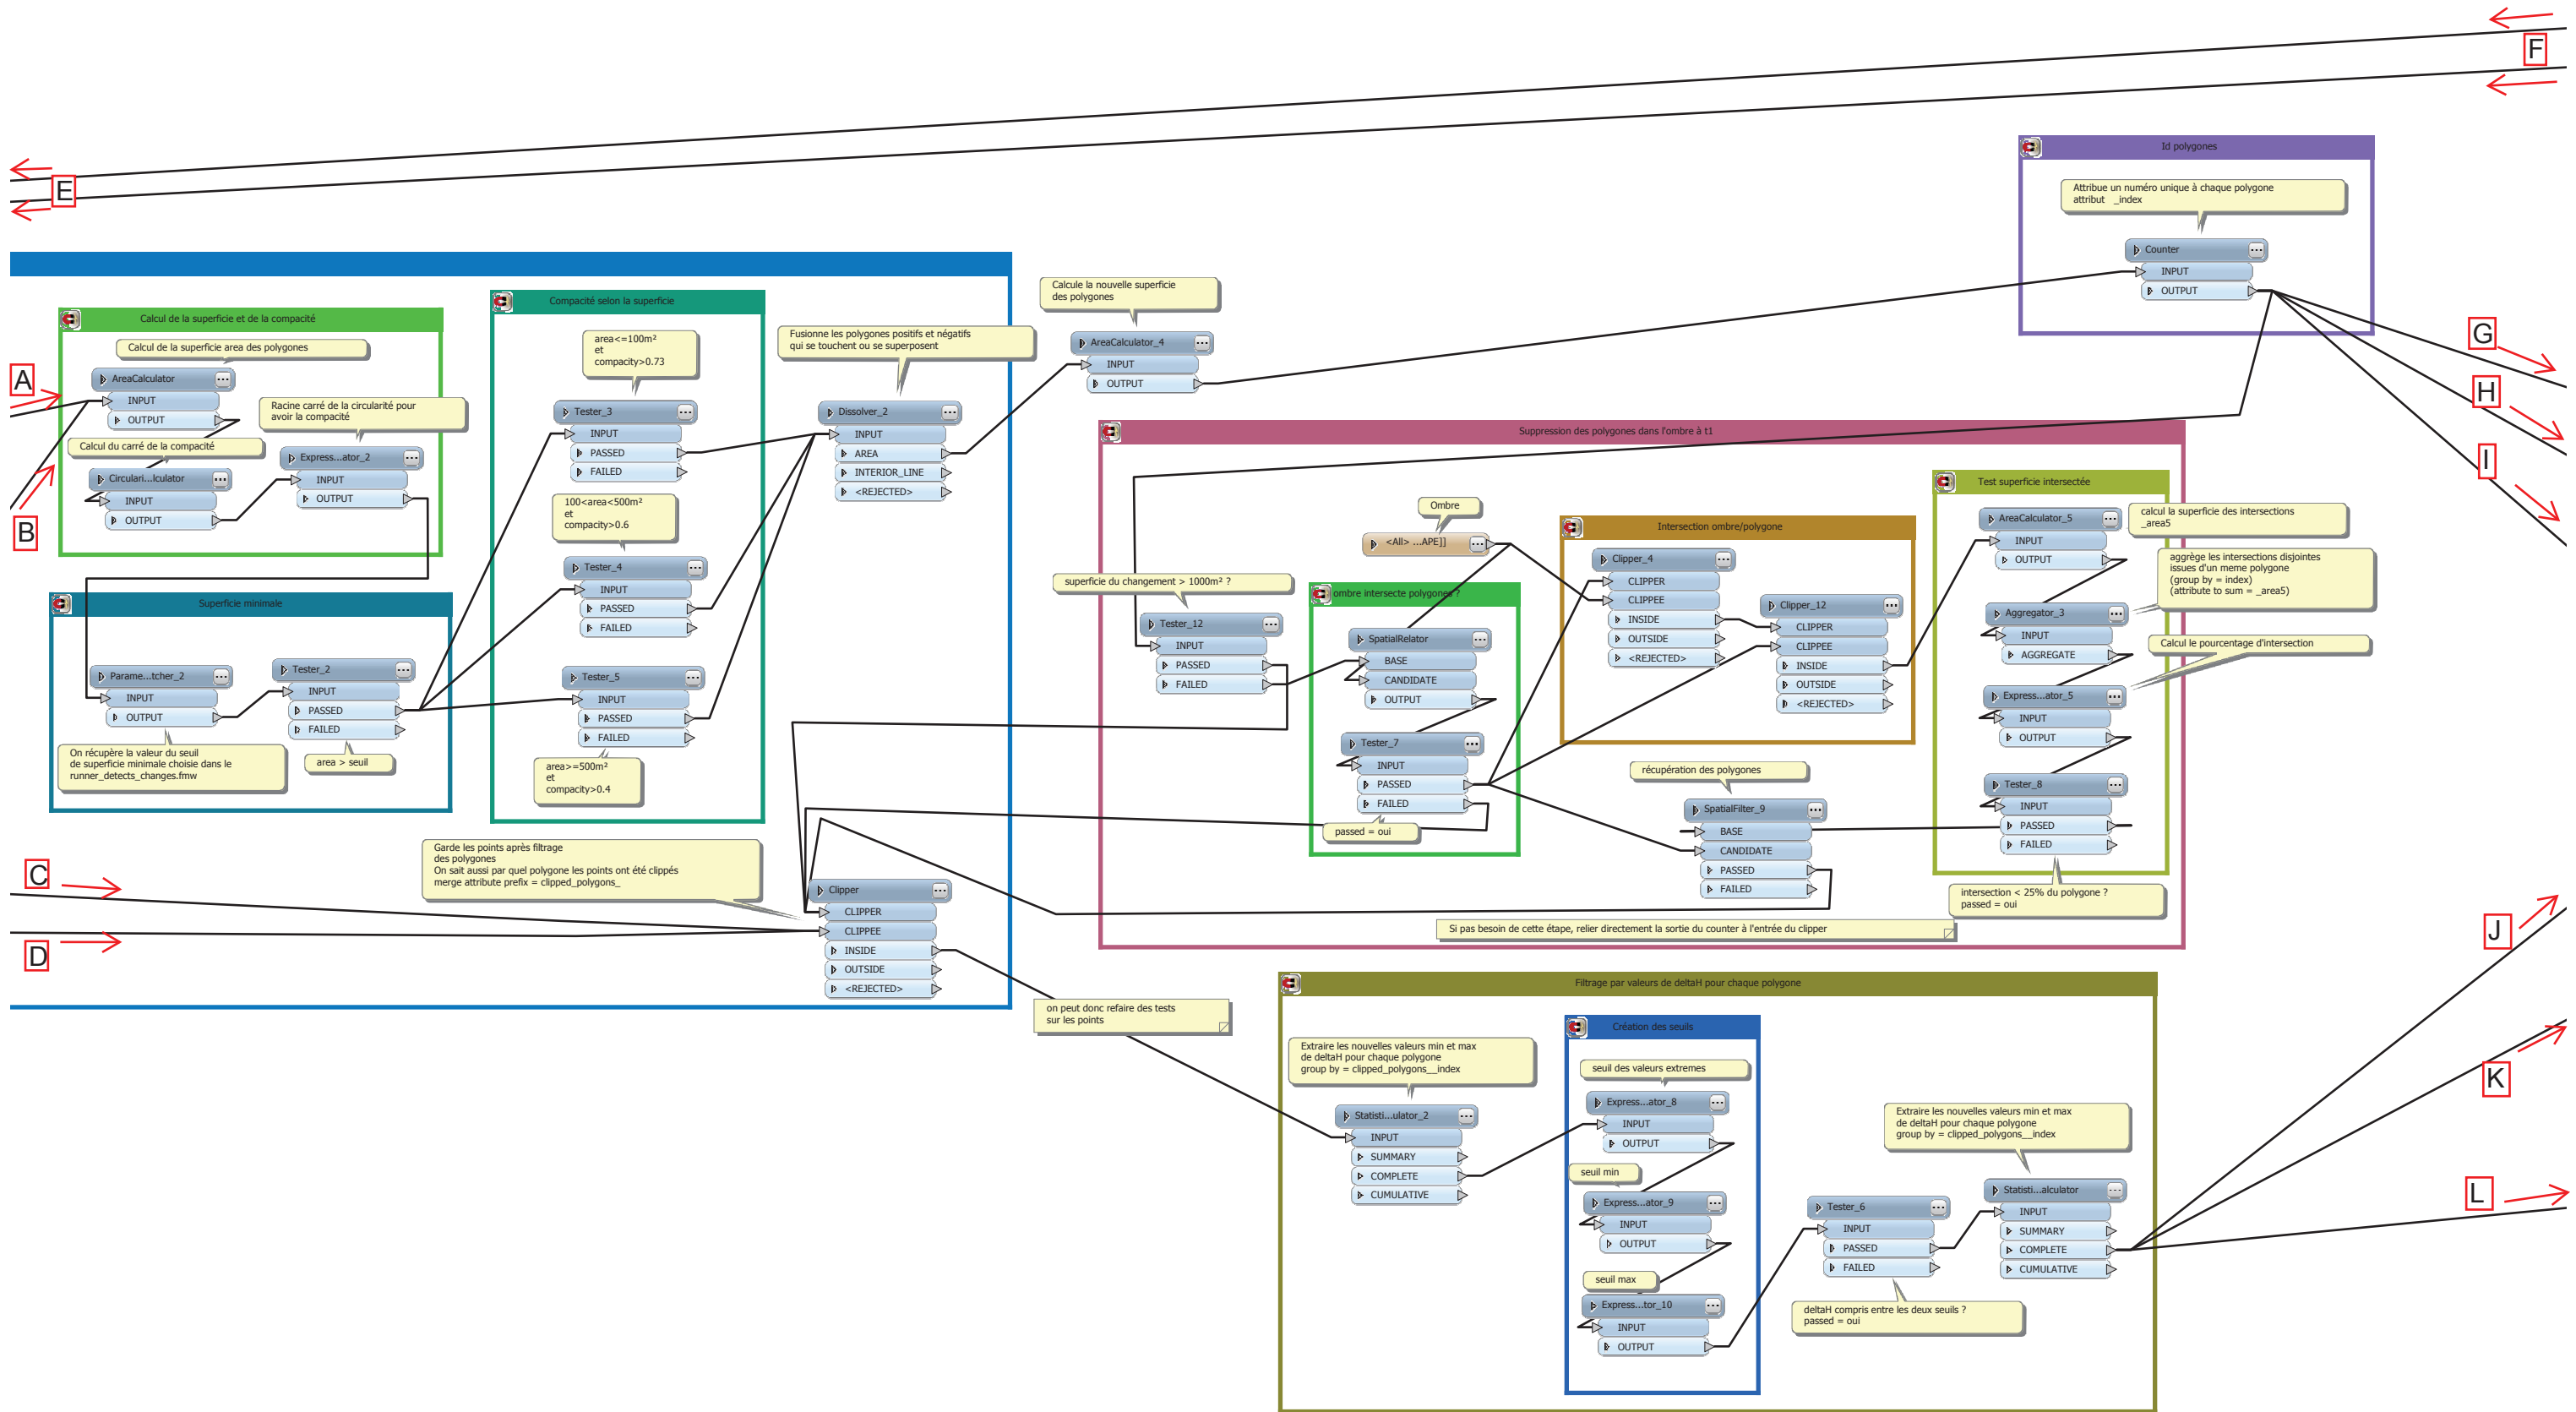 F
E
Id polygones
Attribue un numéro unique à chaque polygone
attribut _index
Counter
INPUT
OUTPUT
G
H
I
A
B
Calcul de la superficie et de la compacité
Calcul de la superficie area des polygones
AreaCalculator
INPUT
OUTPUT
Racine carré de la circularité pour
avoir la compacité
Calcul du carré de la compacité
Circulari...lculator
INPUT
OUTPUT
Express...ator_2
INPUT
OUTPUT
Superficie minimale
Parame...tcher_2
INPUT
OUTPUT
Tester_2
INPUT
PASSED
FAILED
On récupère la valeur du seuil
de superficie minimale choisie dans le
runner_detects_changes.fmw
area > seuil
Compacité selon la superficie
area<=100m²
et
compacity>0.73
Tester_3
INPUT
PASSED
FAILED
100<area<500m²
et
compacity>0.6
Tester_4
INPUT
PASSED
FAILED
Tester_5
INPUT
PASSED
FAILED
area>=500m²
et
compacity>0.4
Fusionne les polygones positifs et négatifs
qui se touchent ou se superposent
Dissolver_2
INPUT
AREA
INTERIOR_LINE
<REJECTED>
Calcule la nouvelle superficie
des polygones
AreaCalculator_4
INPUT
OUTPUT
Suppression des polygones dans l'ombre à t1
superficie du changement > 1000m² ?
Tester_12
INPUT
PASSED
FAILED
Ombre
<All> ...APE]]
ombre intersecte polygones ?
SpatialRelator
BASE
CANDIDATE
OUTPUT
Tester_7
INPUT
PASSED
FAILED
passed = oui
Intersection ombre/polygone
Clipper_4
CLIPPER
CLIPPEE
INSIDE
OUTSIDE
<REJECTED>
Clipper_12
CLIPPER
CLIPPEE
INSIDE
OUTSIDE
<REJECTED>
récupération des polygones
SpatialFilter_9
BASE
CANDIDATE
PASSED
FAILED
Test superficie intersectée
AreaCalculator_5
INPUT
OUTPUT
calcul la superficie des intersections
_area5
aggrège les intersections disjointes
issues d'un meme polygone
(group by = index)
(attribute to sum = _area5)
Aggregator_3
INPUT
AGGREGATE
Calcul le pourcentage d'intersection
Express...ator_5
INPUT
OUTPUT
Tester_8
INPUT
PASSED
FAILED
intersection < 25% du polygone ?
passed = oui
Si pas besoin de cette étape, relier directement la sortie du counter à l'entrée du clipper
C
D
Garde les points après filtrage
des polygones
On sait aussi par quel polygone les points ont été clippés
merge attribute prefix = clipped_polygons_
Clipper
CLIPPER
CLIPPEE
INSIDE
OUTSIDE
<REJECTED>
on peut donc refaire des tests
sur les points
Filtrage par valeurs de deltaH pour chaque polygone
Extraire les nouvelles valeurs min et max
de deltaH pour chaque polygone
group by = clipped_polygons__index
Statisti...ulator_2
INPUT
SUMMARY
COMPLETE
CUMULATIVE
Création des seuils
seuil des valeurs extremes
Express...ator_8
INPUT
OUTPUT
seuil min
Express...ator_9
INPUT
OUTPUT
seuil max
Express...tor_10
INPUT
OUTPUT
Tester_6
INPUT
PASSED
FAILED
deltaH compris entre les deux seuils ?
passed = oui
Extraire les nouvelles valeurs min et max
de deltaH pour chaque polygone
group by = clipped_polygons__index
Statisti...alculator
INPUT
SUMMARY
COMPLETE
CUMULATIVE
J
K
L